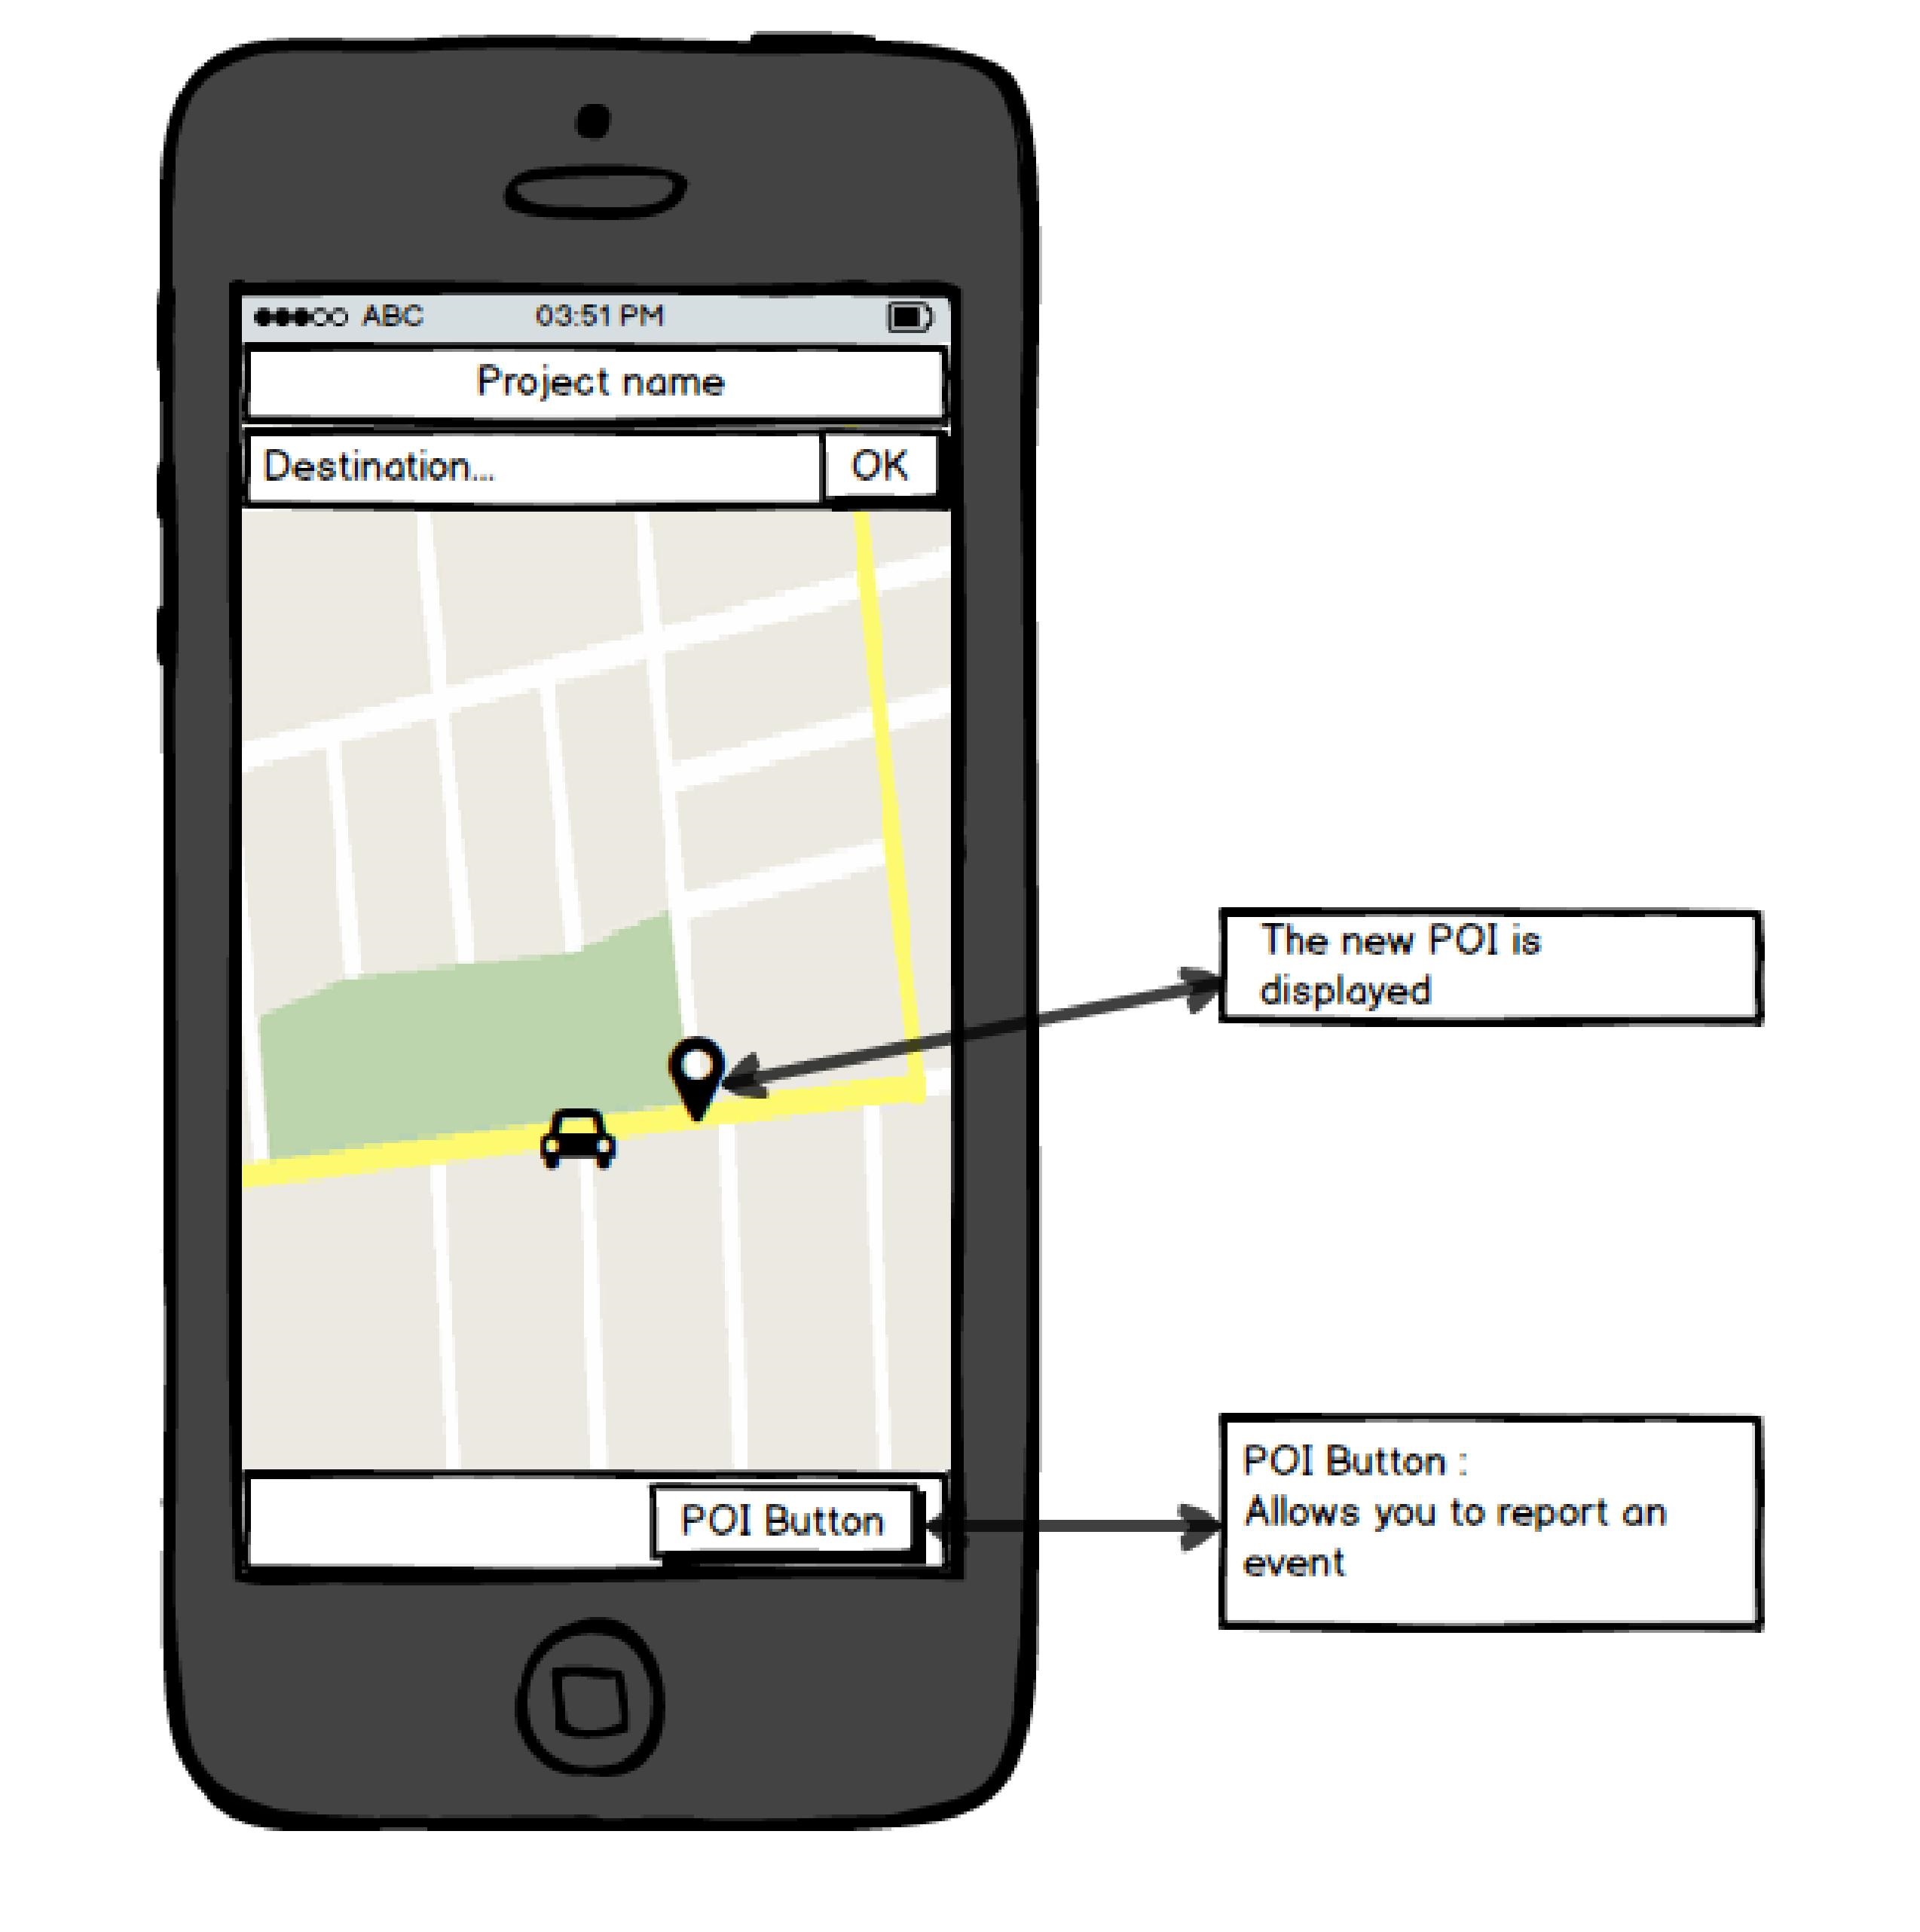 ABC 03:51 PM
Project name
Destination... OK
The new POI is
displayed
POI Button
POI Button :
Allows you to report an
event